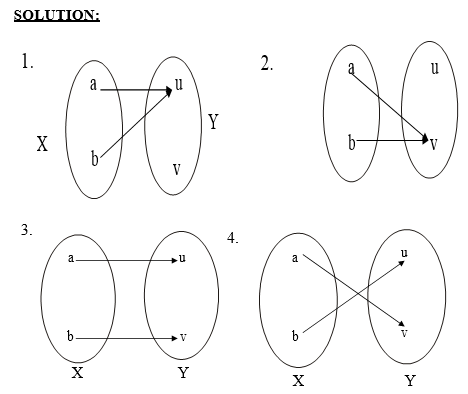 SOLUTION:
1.
a u
X Y
b v
2.
a u
b v
3.
a u
b v
X Y
4.
a u
b v
X Y